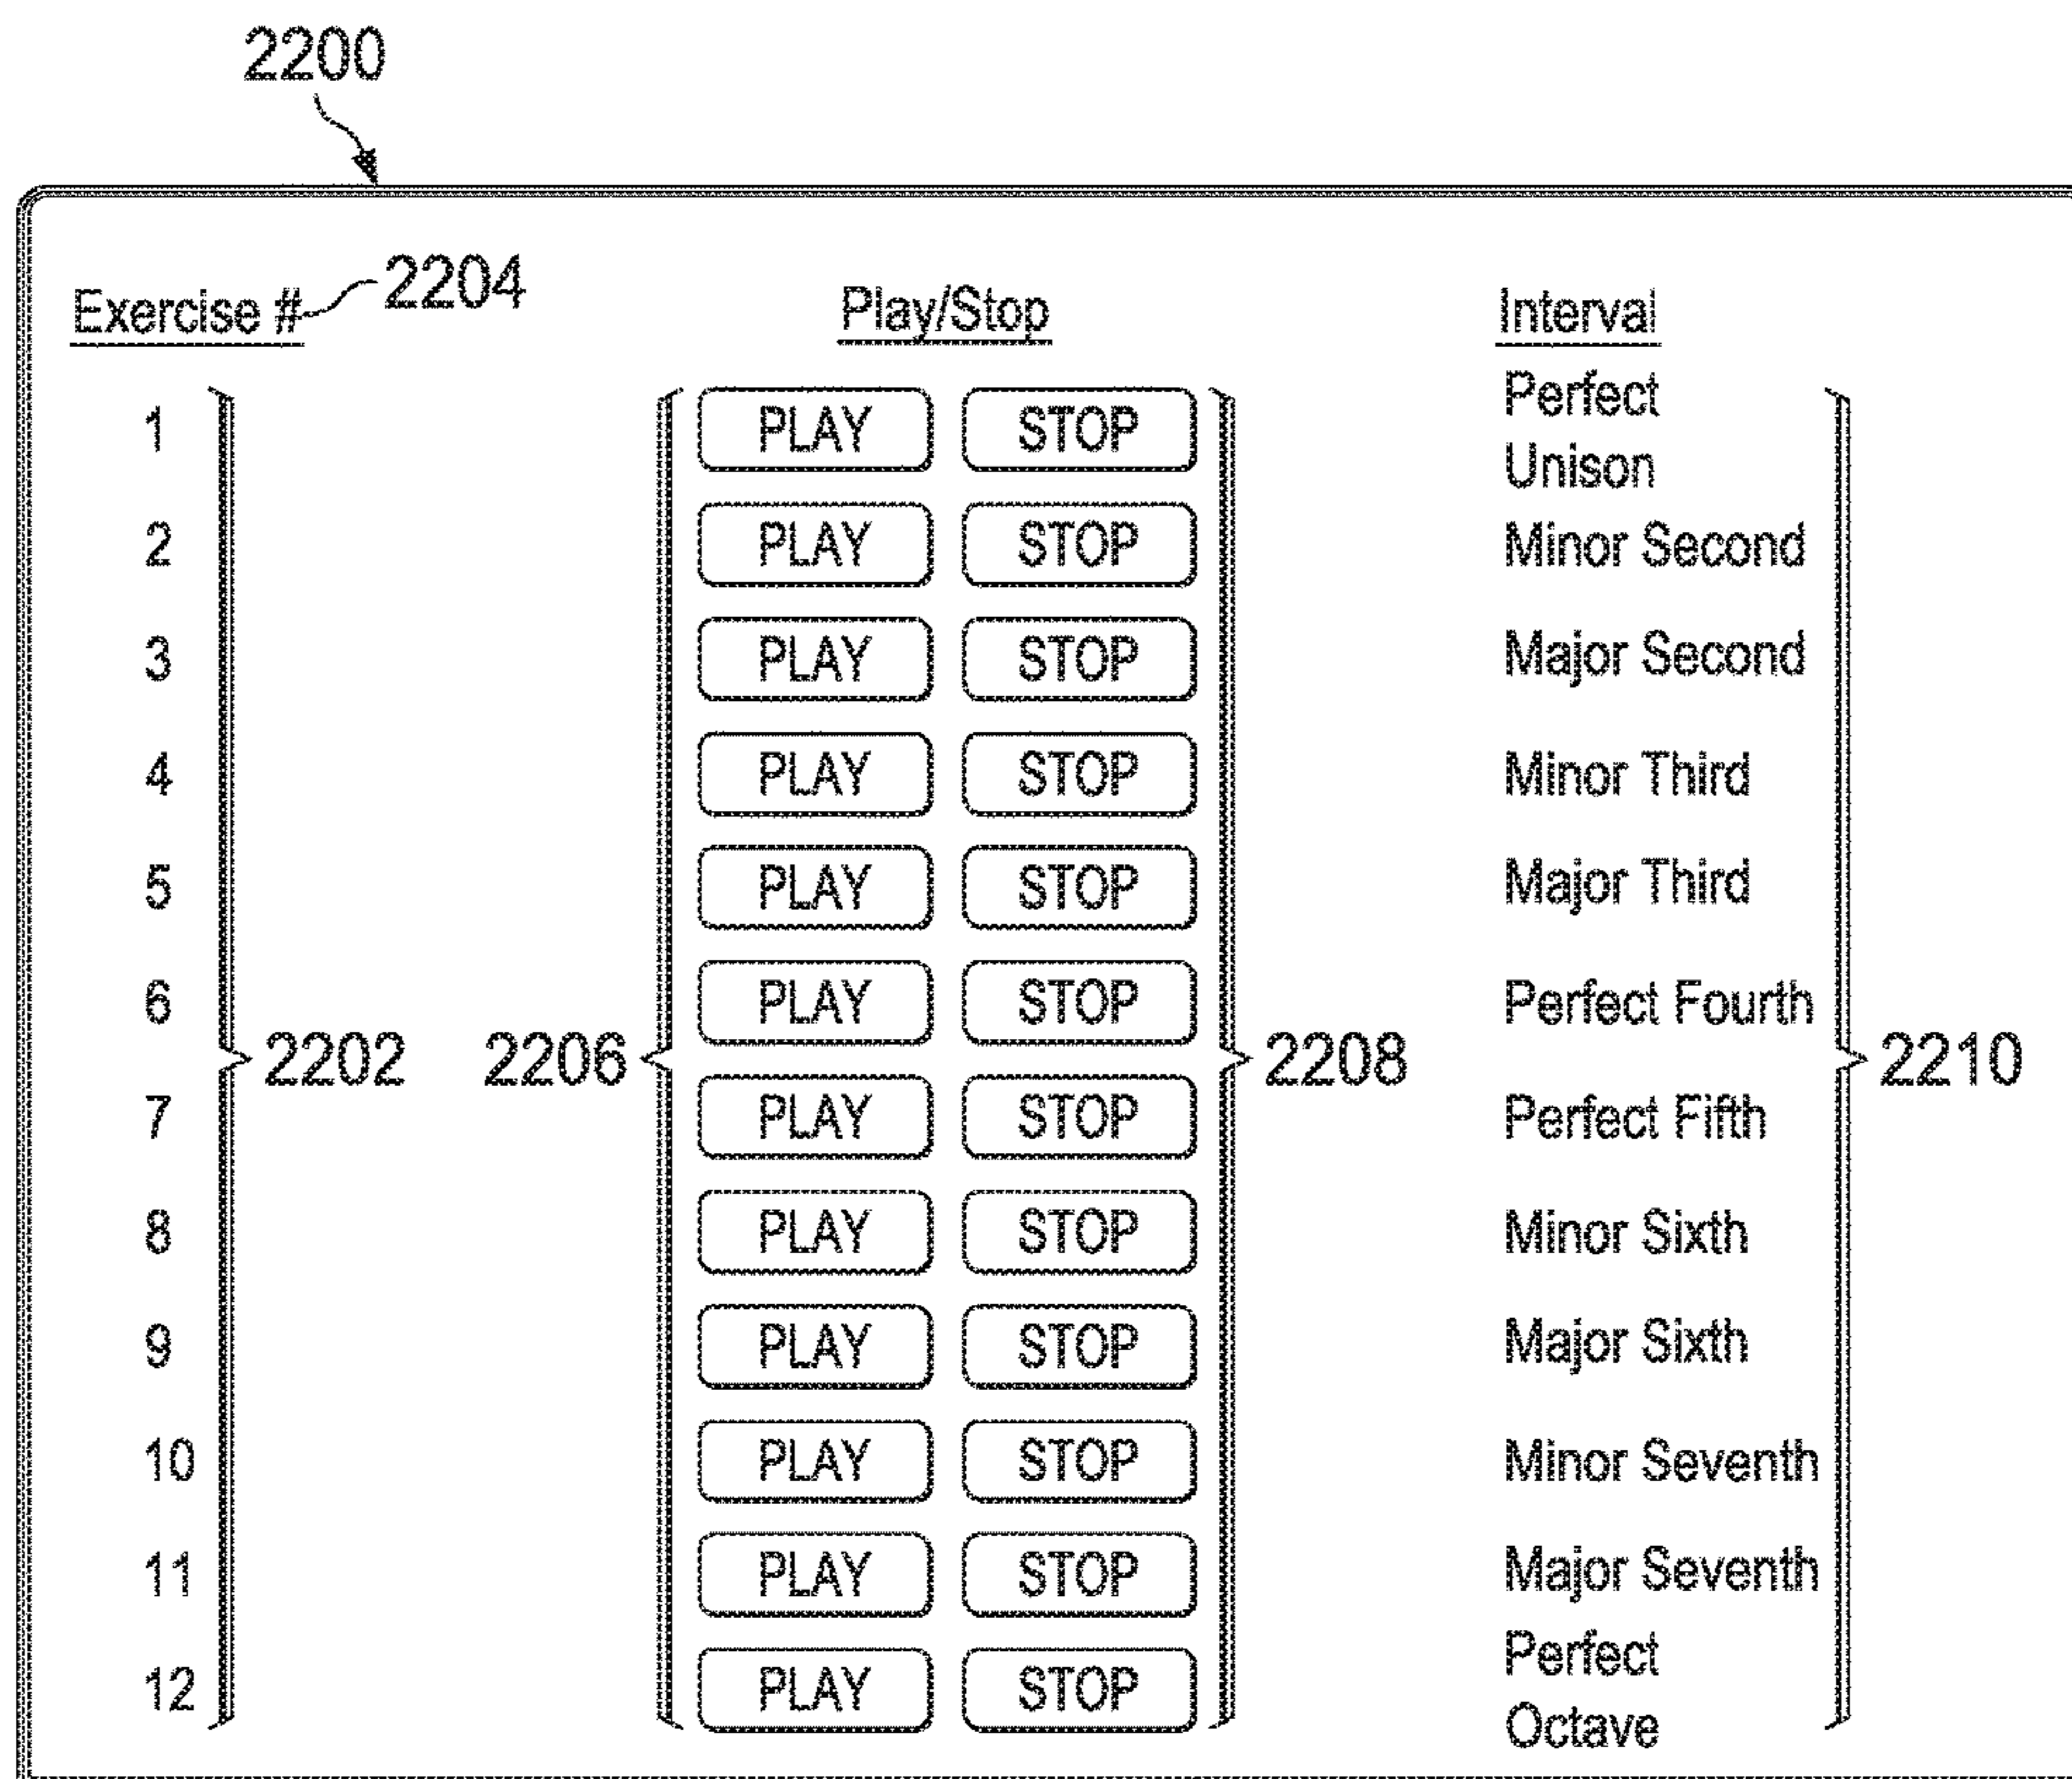 2200
Exercise # 2204 Play/Stop Interval
1 PLAY STOP Perfect
Unison
2 PLAY STOP Minor Second
3 PLAY STOP Major Second
4 PLAY STOP Minor Third
5 PLAY STOP Major Third
6 PLAY STOP Perfect Fourth
2202 2206 2208 2210
7 PLAY STOP Perfect Fifth
8 PLAY STOP Minor Sixth
9 PLAY STOP Major Sixth
10 PLAY STOP Minor Seventh
11 PLAY STOP Major Seventh
12 PLAY STOP Perfect
Octave